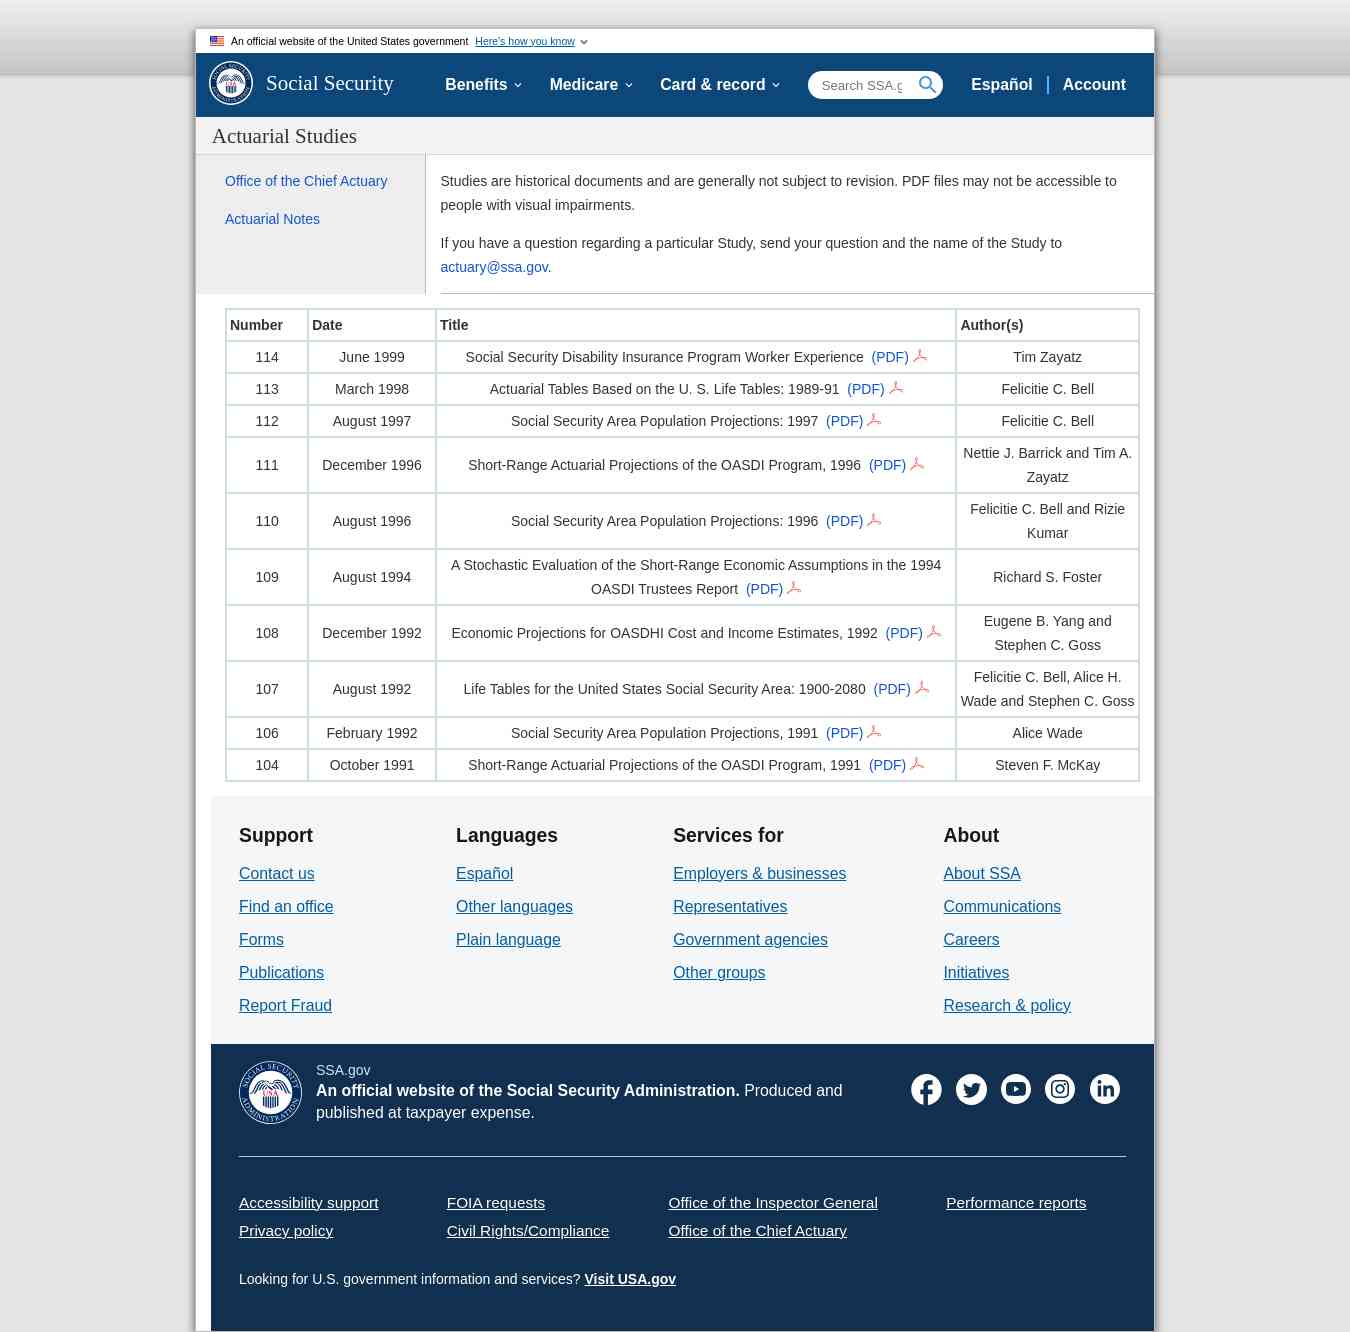 An official website of the United States government Here's how you know
Social Security
Benefits
Medicare
Card & record
Search SSA.g
Español
Account
Actuarial Studies
Office of the Chief Actuary
Actuarial Notes
Studies are historical documents and are generally not subject to revision. PDF files may not be accessible to
people with visual impairments.
If you have a question regarding a particular Study, send your question and the name of the Study to
actuary@ssa.gov.
Number Date Title Author(s)
114 June 1999 Social Security Disability Insurance Program Worker Experience (PDF) Tim Zayatz
113 March 1998 Actuarial Tables Based on the U. S. Life Tables: 1989-91 (PDF) Felicitie C. Bell
112 August 1997 Social Security Area Population Projections: 1997 (PDF) Felicitie C. Bell
111 December 1996 Short-Range Actuarial Projections of the OASDI Program, 1996 (PDF) Nettie J. Barrick and Tim A.
Zayatz
110 August 1996 Social Security Area Population Projections: 1996 (PDF) Felicitie C. Bell and Rizie
Kumar
109 August 1994 A Stochastic Evaluation of the Short-Range Economic Assumptions in the 1994
OASDI Trustees Report (PDF) Richard S. Foster
108 December 1992 Economic Projections for OASDHI Cost and Income Estimates, 1992 (PDF) Eugene B. Yang and
Stephen C. Goss
107 August 1992 Life Tables for the United States Social Security Area: 1900-2080 (PDF) Felicitie C. Bell, Alice H.
Wade and Stephen C. Goss
106 February 1992 Social Security Area Population Projections, 1991 (PDF) Alice Wade
104 October 1991 Short-Range Actuarial Projections of the OASDI Program, 1991 (PDF) Steven F. McKay
Support
Contact us
Find an office
Forms
Publications
Report Fraud
Languages
Español
Other languages
Plain language
Services for
Employers & businesses
Representatives
Government agencies
Other groups
About
About SSA
Communications
Careers
Initiatives
Research & policy
SOCIAL SECURITY
USA
ADMINISTRATION
SSA.gov
An official website of the Social Security Administration. Produced and
published at taxpayer expense.
Accessibility support
Privacy policy
FOIA requests
Civil Rights/Compliance
Office of the Inspector General
Office of the Chief Actuary
Performance reports
Looking for U.S. government information and services? Visit USA.gov